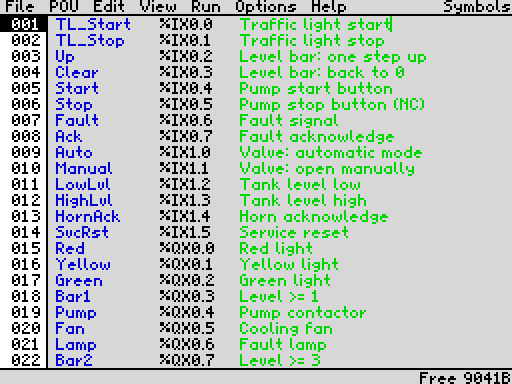 File POU Edit View Run Options Help Symbols
001 TL_Start %IX0.0 Traffic light start
002 TL_Stop %IX0.1 Traffic light stop
003 Up %IX0.2 Level bar: one step up
004 Clear %IX0.3 Level bar: back to 0
005 Start %IX0.4 Pump start button
006 Stop %IX0.5 Pump stop button (NC)
007 Fault %IX0.6 Fault signal
008 Ack %IX0.7 Fault acknowledge
009 Auto %IX1.0 Valve: automatic mode
010 Manual %IX1.1 Valve: open manually
011 LowLvl %IX1.2 Tank level low
012 HighLvl %IX1.3 Tank level high
013 HornAck %IX1.4 Horn acknowledge
014 SvcRst %IX1.5 Service reset
015 Red %QX0.0 Red light
016 Yellow %QX0.1 Yellow light
017 Green %QX0.2 Green light
018 Bar1 %QX0.3 Level >= 1
019 Pump %QX0.4 Pump contactor
020 Fan %QX0.5 Cooling fan
021 Lamp %QX0.6 Fault lamp
022 Bar2 %QX0.7 Level >= 3
Free 9041B